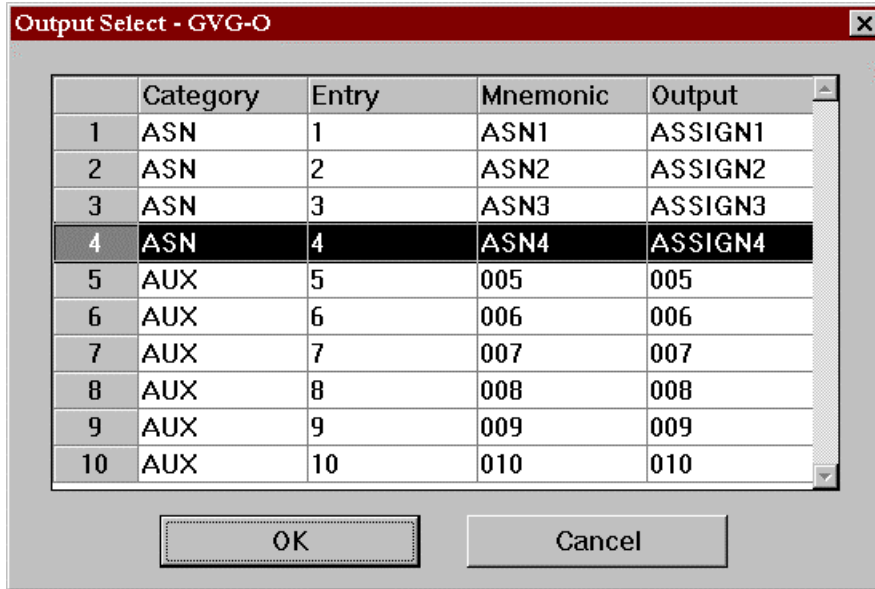 Output Select - GVG-O
Category Entry Mnemonic Output
1 ASN 1 ASN1 ASSIGN1
2 ASN 2 ASN2 ASSIGN2
3 ASN 3 ASN3 ASSIGN3
4 ASN 4 ASN4 ASSIGN4
5 AUX 5 005 005
6 AUX 6 006 006
7 AUX 7 007 007
8 AUX 8 008 008
9 AUX 9 009 009
10 AUX 10 010 010
OK Cancel